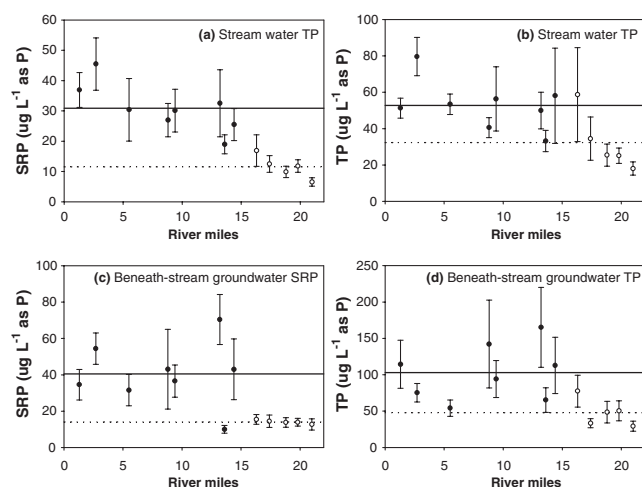 (a) Stream water TP
SRP (ug L-1 as P)
60
50
40
30
20
10
0
0 5 10 15 20
River miles
(b) Stream water TP
TP (ug L-1 as P)
100
80
60
40
20
0
0 5 10 15 20
River miles
(c) Beneath-stream groundwater SRP
SRP (ug L-1 as P)
100
80
60
40
20
0
0 5 10 15 20
River miles
(d) Beneath-stream groundwater TP
TP (ug L-1 as P)
250
200
150
100
50
0
0 5 10 15 20
River miles